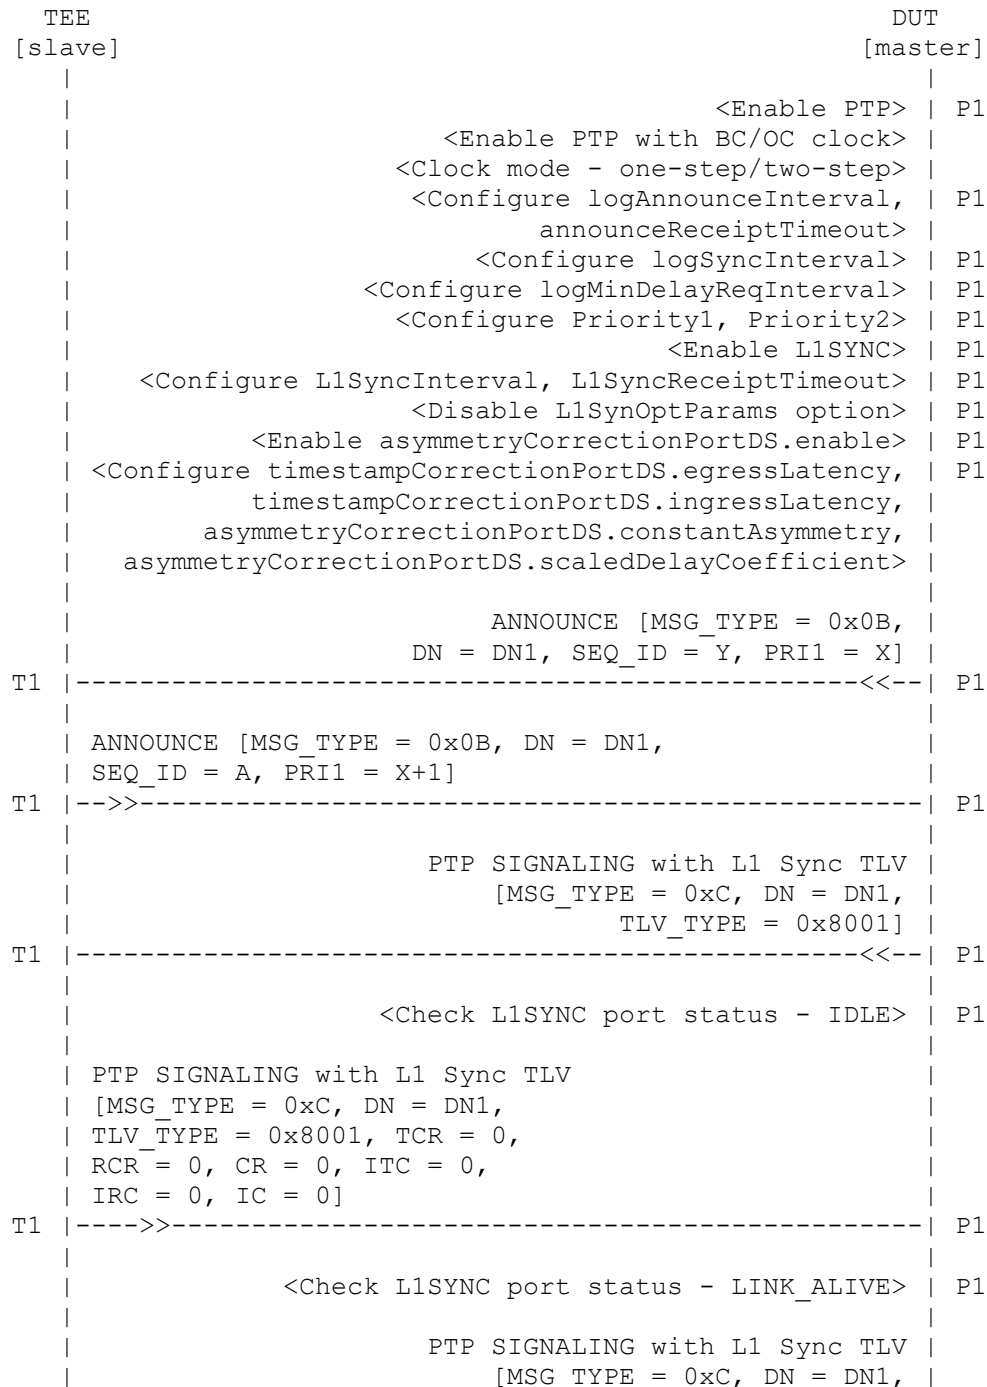 TEE DUT
[slave] [master]
| |
| <Enable PTP> | P1
| <Enable PTP with BC/OC clock> |
| <Clock mode - one-step/two-step> |
| <Configure logAnnounceInterval, | P1
| announceReceiptTimeout> |
| <Configure logSyncInterval> | P1
| <Configure logMinDelayReqInterval> | P1
| <Configure Priority1, Priority2> | P1
| <Enable L1SYNC> | P1
| <Configure L1SyncInterval, L1SyncReceiptTimeout> | P1
| <Disable L1SynOptParams option> | P1
| <Enable asymmetryCorrectionPortDS.enable> | P1
| <Configure timestampCorrectionPortDS.egressLatency, | P1
| timestampCorrectionPortDS.ingressLatency, |
| asymmetryCorrectionPortDS.constantAsymmetry, |
| asymmetryCorrectionPortDS.scaledDelayCoefficient> |
| |
| ANNOUNCE [MSG_TYPE = 0x0B, |
| DN = DN1, SEQ_ID = Y, PRI1 = X] |
T1 |-------------------------------------------------<<--| P1
| |
| ANNOUNCE [MSG_TYPE = 0x0B, DN = DN1, |
| SEQ_ID = A, PRI1 = X+1] |
T1 |-->>-------------------------------------------------| P1
| |
| PTP SIGNALING with L1 Sync TLV |
| [MSG_TYPE = 0xC, DN = DN1, |
| TLV_TYPE = 0x8001] |
T1 |-------------------------------------------------<<--| P1
| |
| <Check L1SYNC port status - IDLE> | P1
| |
| PTP SIGNALING with L1 Sync TLV |
| [MSG_TYPE = 0xC, DN = DN1, |
| TLV_TYPE = 0x8001, TCR = 0, |
| RCR = 0, CR = 0, ITC = 0, |
| IRC = 0, IC = 0] |
T1 |---->>-----------------------------------------------| P1
| |
| <Check L1SYNC port status - LINK_ALIVE> | P1
| |
| PTP SIGNALING with L1 Sync TLV |
| [MSG_TYPE = 0xC, DN = DN1, |